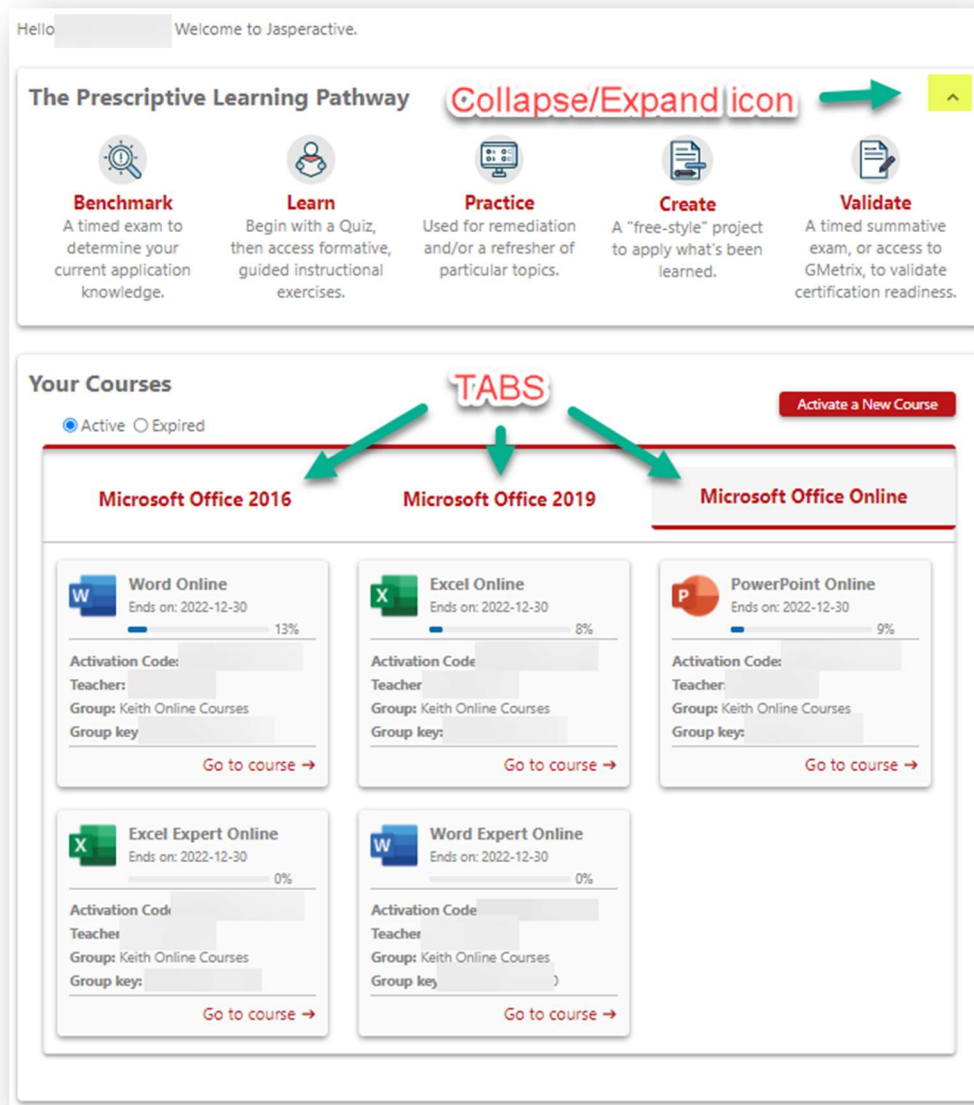 Hello Welcome to Jasperactive.
The Prescriptive Learning Pathway
Collapse/Expand icon
Benchmark
A timed exam to
determine your
current application
knowledge.
Learn
Begin with a Quiz,
then access formative,
guided instructional
exercises.
Practice
Used for remediation
and/or a refresher of
particular topics.
Create
A "free-style" project
to apply what's been
learned.
Validate
A timed summative
exam, or access to
GMetrix, to validate
certification readiness.
Your Courses
TABS
Activate a New Course
Active Expired
Microsoft Office 2016
Microsoft Office 2019
Microsoft Office Online
Word Online
Ends on: 2022-12-30
13%
Activation Code:
Teacher:
Group: Keith Online Courses
Group key
Go to course →
Excel Online
Ends on: 2022-12-30
8%
Activation Code
Teacher
Group: Keith Online Courses
Group key:
Go to course →
PowerPoint Online
Ends on: 2022-12-30
9%
Activation Code:
Teacher:
Group: Keith Online Courses
Group key:
Go to course →
Excel Expert Online
Ends on: 2022-12-30
0%
Activation Code
Teacher
Group: Keith Online Courses
Group key:
Go to course →
Word Expert Online
Ends on: 2022-12-30
0%
Activation Code
Teacher
Group: Keith Online Courses
Group key
Go to course →